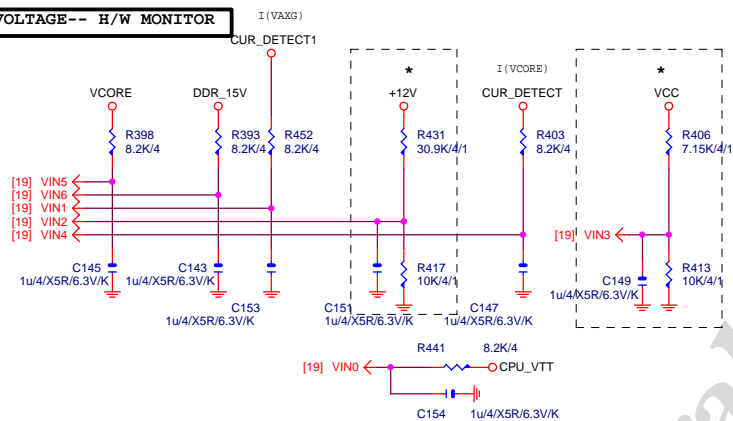 VOLTAGE-- H/W MONITOR
I(VAXG)
CUR_DETECT1
VCORE
DDR_15V
*
+12V
I(VCORE)
CUR_DETECT
*
VCC
R398
8.2K/4
R393
8.2K/4
R452
8.2K/4
R431
30.9K/4/1
R403
8.2K/4
R406
7.15K/4/1
[19] VIN5
[19] VIN6
[19] VIN1
[19] VIN2
[19] VIN4
[19] VIN3
C145
1u/4/X5R/6.3V/K
C143
1u/4/X5R/6.3V/K
C153
1u/4/X5R/6.3V/K
C151
1u/4/X5R/6.3V/K
R417
10K/4/1
C147
1u/4/X5R/6.3V/K
C149
1u/4/X5R/6.3V/K
R413
10K/4/1
R441
8.2K/4
[19] VIN0
CPU_VTT
C154
1u/4/X5R/6.3V/K